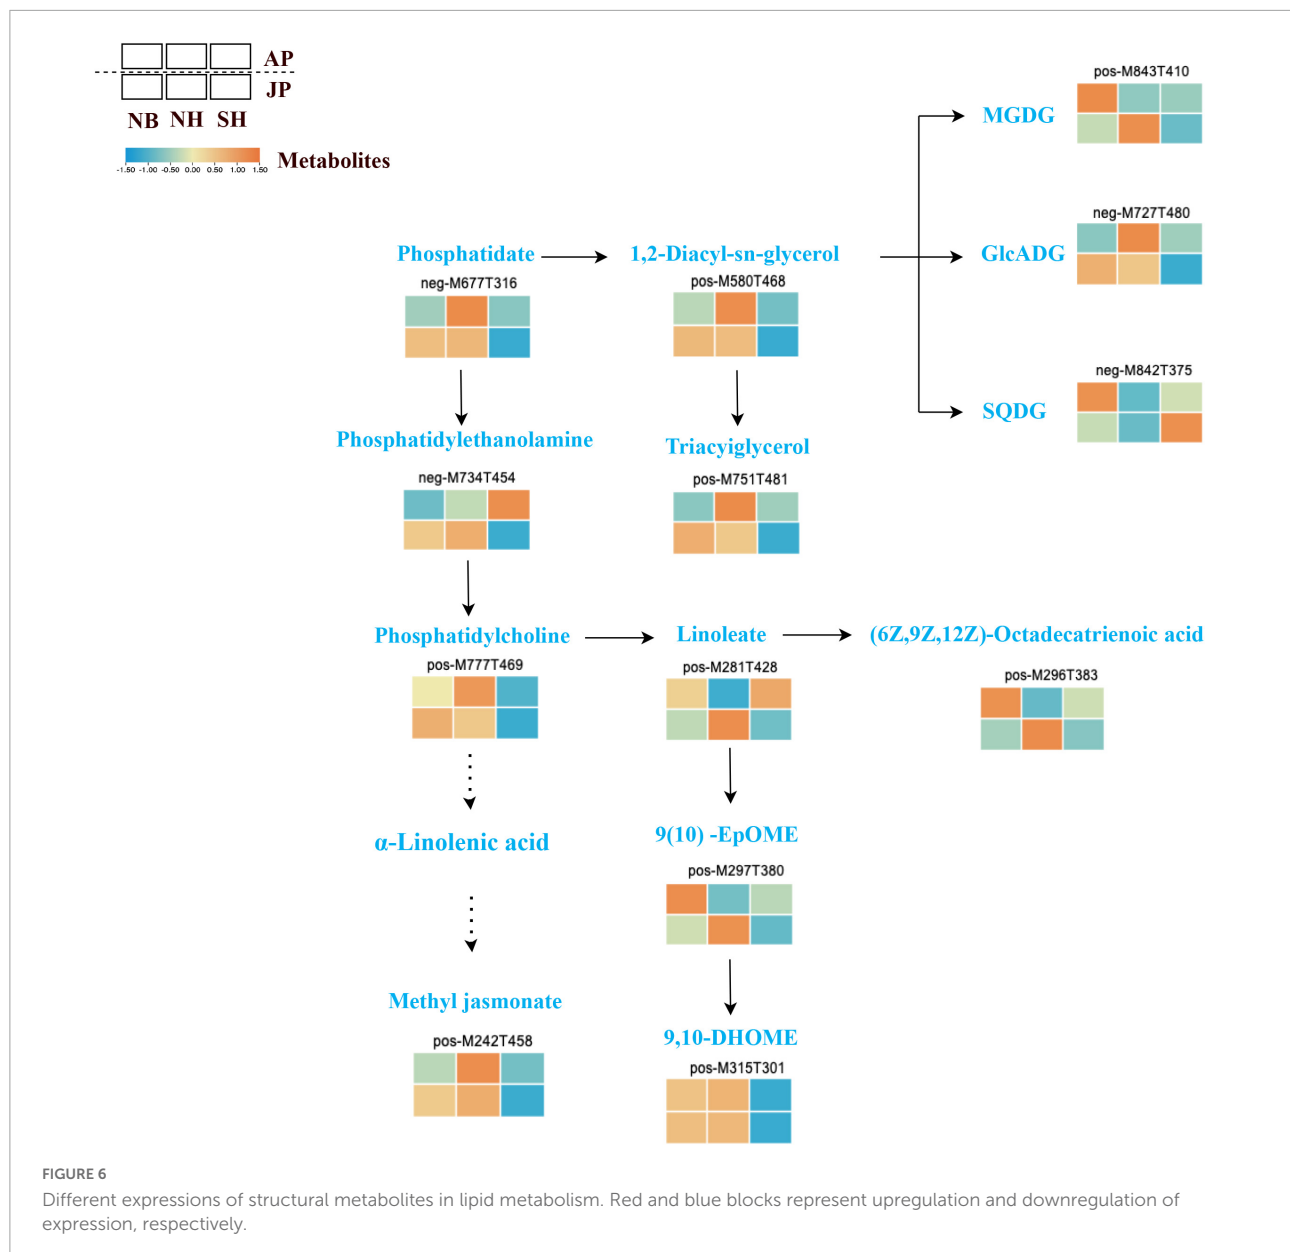 AP
JP
NB NH SH
-1.50 -1.00 -0.50 0.00 0.50 1.00 1.50
Metabolites
pos-M843T410
MGDG
neg-M727T480
GlcADG
neg-M842T375
SQDG
Phosphatidate
neg-M677T316
1,2-Diacyl-sn-glycerol
pos-M580T468
Phosphatidylethanolamine
neg-M734T454
Triacyiglycerol
pos-M751T481
Phosphatidylcholine
pos-M777T469
Linoleate
pos-M281T428
(6Z,9Z,12Z)-Octadecatrienoic acid
pos-M296T383
α-Linolenic acid
9(10) -EpOME
pos-M297T380
Methyl jasmonate
pos-M242T458
9,10-DHOME
pos-M315T301
FIGURE 6
Different expressions of structural metabolites in lipid metabolism. Red and blue blocks represent upregulation and downregulation of
expression, respectively.